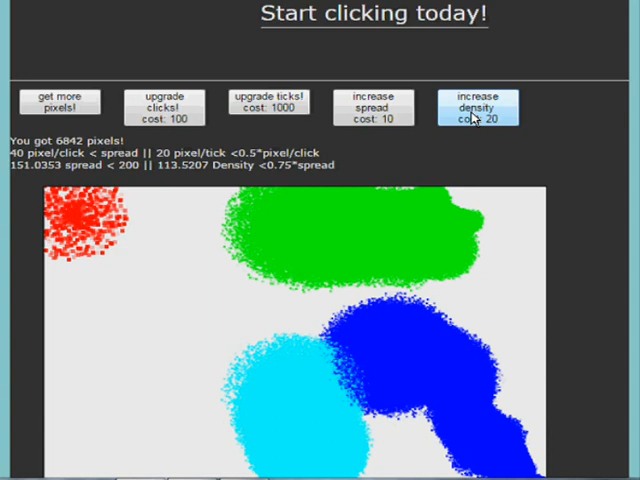 Start clicking today!
get more
pixels!
upgrade
clicks!
cost: 100
upgrade ticks!
cost: 1000
increase
spread
cost: 10
increase
density
cost: 20
You got 6842 pixels!
40 pixel/click < spread || 20 pixel/tick <0.5*pixel/click
151.0353 spread < 200 || 113.5207 Density <0.75*spread